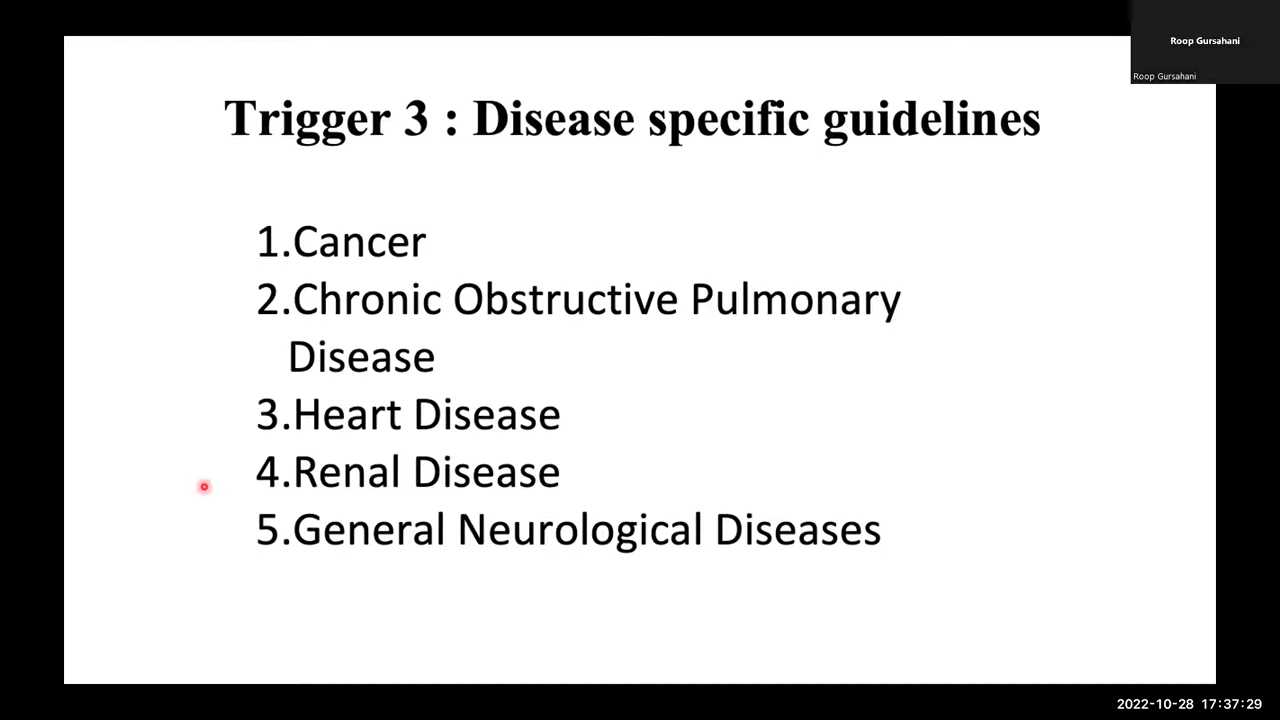 Roop Gursahani
Roop Gursahani
Trigger 3 : Disease specific guidelines
1.Cancer
2.Chronic Obstructive Pulmonary
Disease
3.Heart Disease
4.Renal Disease
5.General Neurological Diseases
2022-10-28 17:37:29